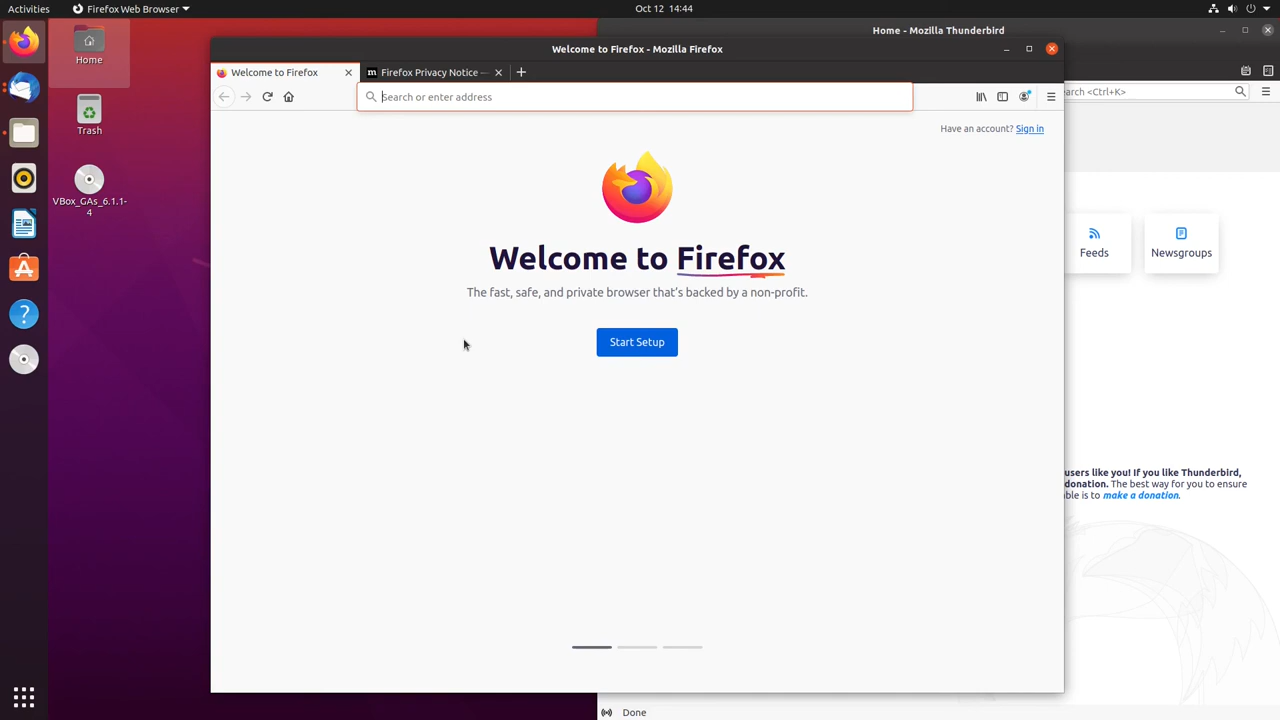 Activities
Firefox Web Browser
Oct 12 14:44
Home - Mozilla Thunderbird
Welcome to Firefox - Mozilla Firefox
Home
Welcome to Firefox
m Firefox Privacy Notice —
Search or enter address
arch <Ctrl+K>
Trash
Have an account? Sign in
VBox_GAs_6.1.1-
4
Welcome to Firefox
Feeds
Newsgroups
The fast, safe, and private browser that's backed by a non-profit.
Start Setup
users like you! If you like Thunderbird,
donation. The best way for you to ensure
able is to make a donation.
Done